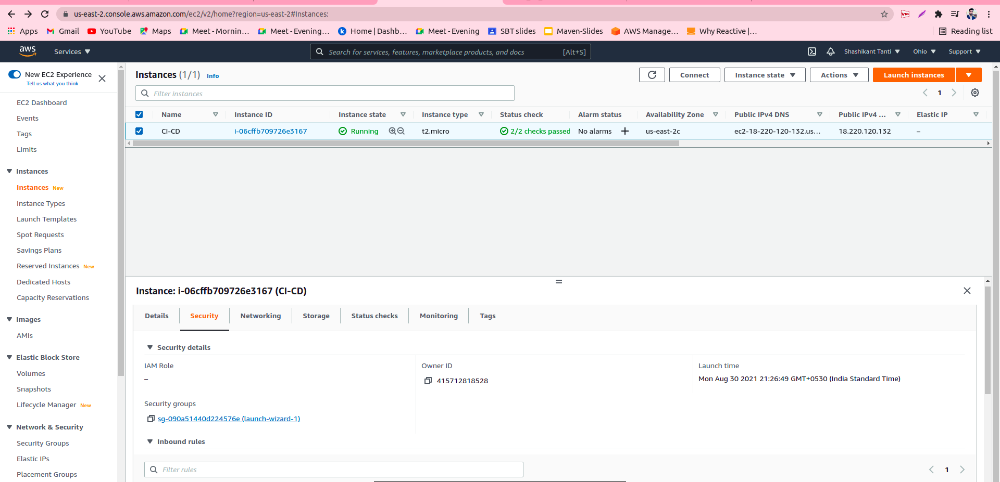 us-east-2.console.aws.amazon.com/ec2/v2/home?region=us-east-2#Instances:
Apps Gmail YouTube Maps Meet - Mornin... Meet - Evening... Home | Dashb... Meet - Evening SBT slides Maven-Slides AWS Manage... Why Reactive |... Reading list
aws Services Search for services, features, marketplace products, and docs [Alt+S] Shashikant Tanti Ohio Support
New EC2 Experience
Tell us what you think
EC2 Dashboard
Events
Tags
Limits
Instances
Instances New
Instance Types
Launch Templates
Spot Requests
Savings Plans
Reserved Instances New
Dedicated Hosts
Capacity Reservations
Images
AMIs
Elastic Block Store
Volumes
Snapshots
Lifecycle Manager New
Network & Security
Security Groups
Elastic IPs
Placement Groups
Instances (1/1) Info
Connect Instance state Actions Launch instances
Filter instances
1
Name Instance ID Instance state Instance type Status check Alarm status Availability Zone Public IPv4 DNS Public IPv4 ... Elastic IP
CI-CD i-06cffb709726e3167 Running t2.micro 2/2 checks passed No alarms + us-east-2c ec2-18-220-120-132.us... 18.220.120.132 –
Instance: i-06cffb709726e3167 (CI-CD)
Details Security Networking Storage Status checks Monitoring Tags
Security details
IAM Role Owner ID Launch time
– 415712818528 Mon Aug 30 2021 21:26:49 GMT+0530 (India Standard Time)
Security groups
sg-090a51440d224576e (launch-wizard-1)
Inbound rules
Filter rules
1